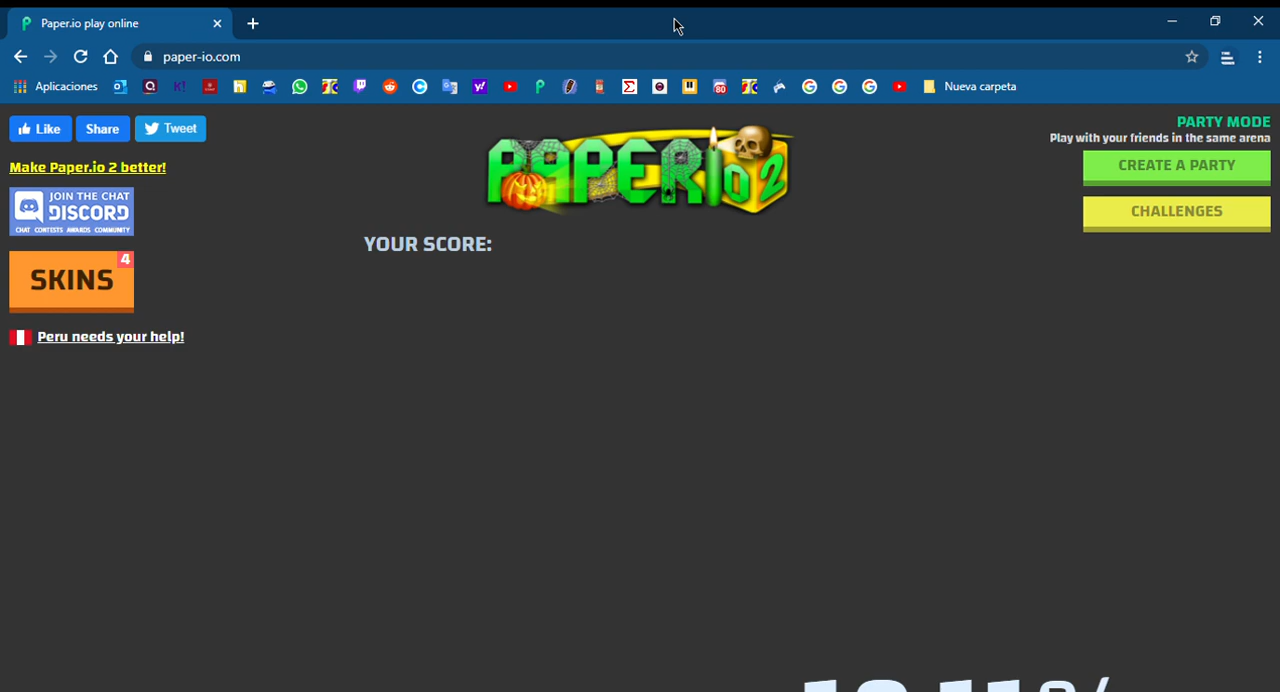 Paper.io play online
paper-io.com
Aplicaciones
Nueva carpeta
Like
Share
Tweet
Make Paper.io 2 better!
JOIN THE CHAT
DISCORD
CHAT CONTESTS AWARDS COMMUNITY
SKINS
4
Peru needs your help!
PAPERIO 2
YOUR SCORE:
PARTY MODE
Play with your friends in the same arena
CREATE A PARTY
CHALLENGES